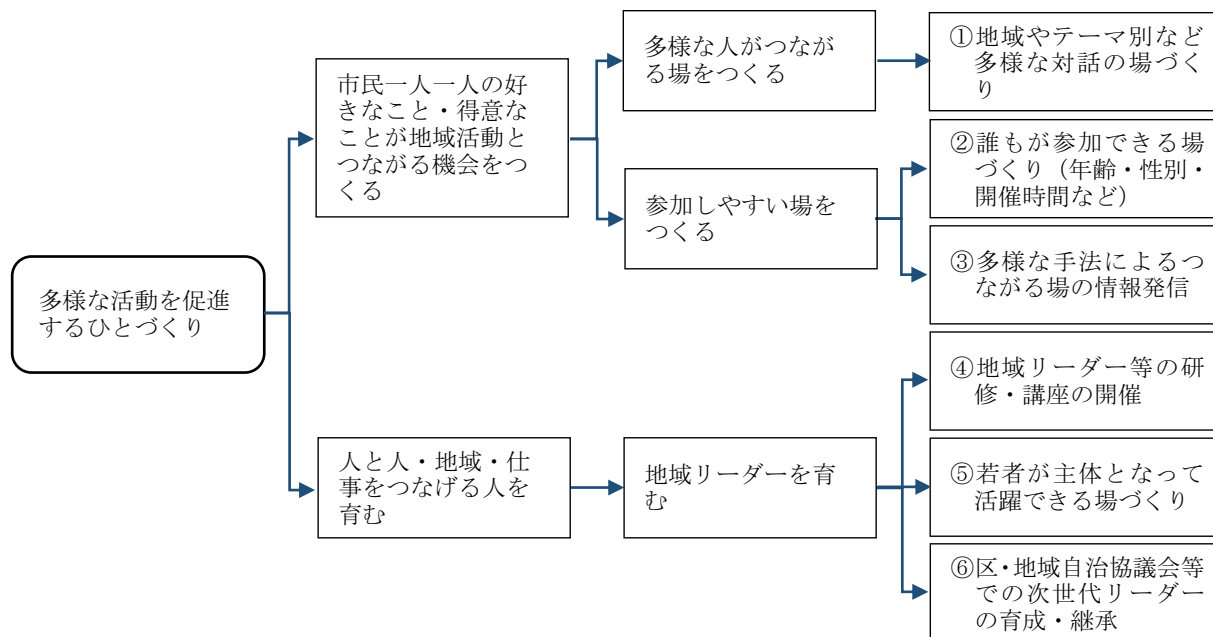 多様な活動を促進
するひとづくり
市民一人一人の好
きなこと・得意な
ことが地域活動と
つながる機会をつ
くる
多様な人がつなが
る場をつくる
①地域やテーマ別など
多様な対話の場づく
り
参加しやすい場を
つくる
②誰もが参加できる場
づくり（年齢・性別・
開催時間など）
③多様な手法によるつ
ながる場の情報発信
人と人・地域・仕
事をつなげる人を
育む
地域リーダーを育
む
④地域リーダー等の研
修・講座の開催
⑤若者が主体となって
活躍できる場づくり
⑥区・地域自治協議会等
での次世代リーダー
の育成・継承